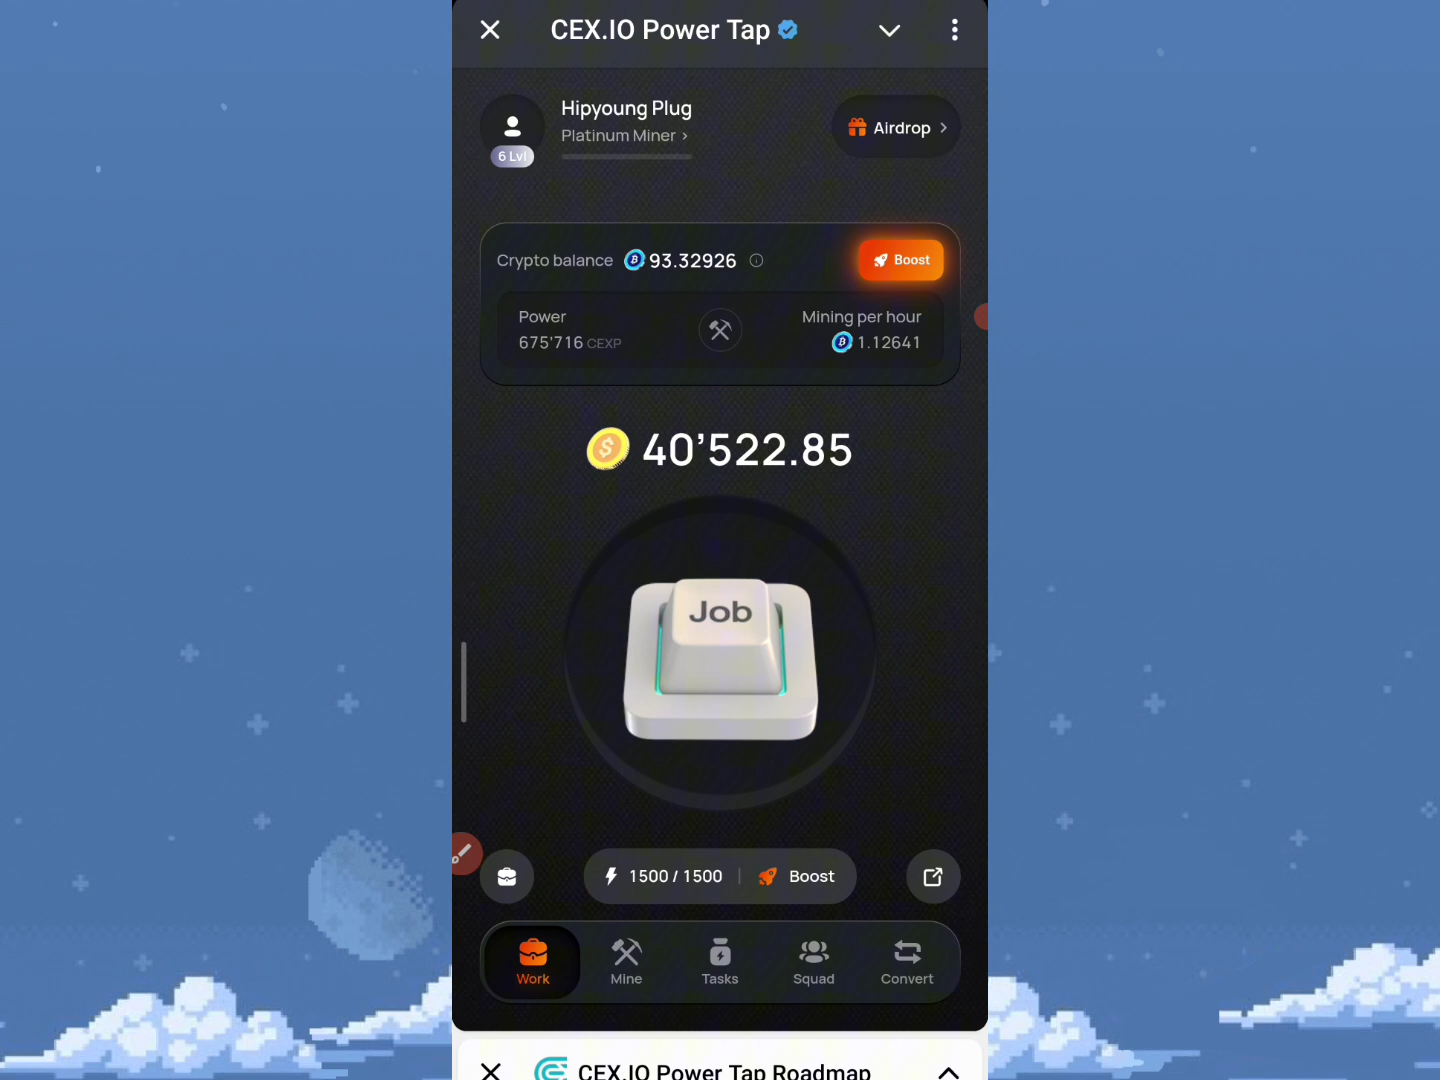 CEX.IO Power Tap
Hipyoung Plug
Platinum Miner ›
6 Lvl
Airdrop
Crypto balance 93.32926
Boost
Power
675'716 CEXP
Mining per hour
1.12641
40'522.85
Job
1500 / 1500 | Boost
Work
Mine
Tasks
Squad
Convert
CEX.IO Power Tap Roadmap